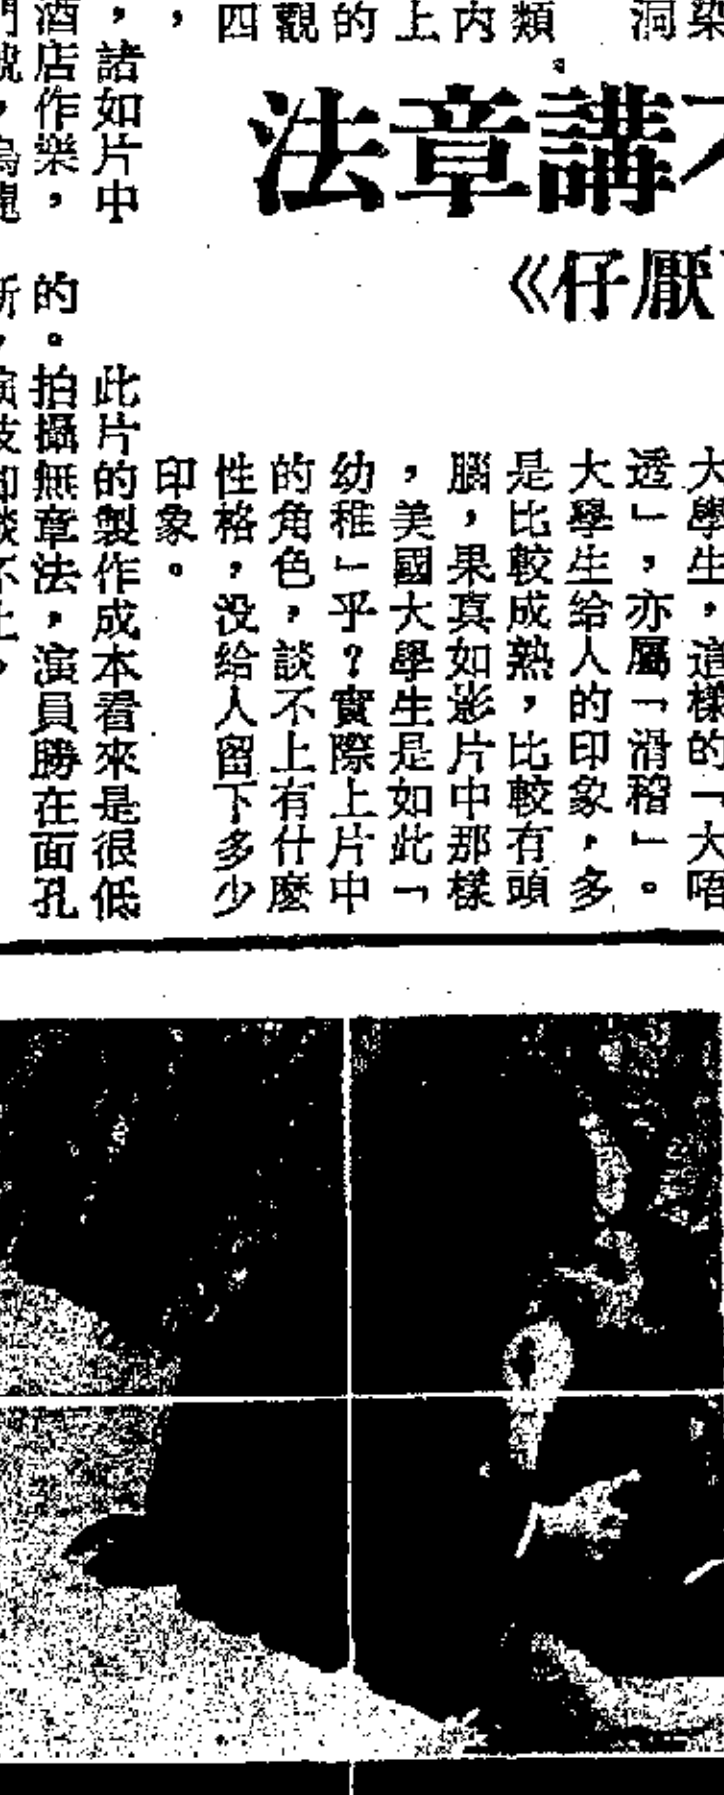 染
洞
類。
内
上
的
觀
四
，
講章法
厭仔》
大學生，這樣的「大唔
透」，亦屬「滑稽」。
大學生給人的印象，多
是比較成熟，比較有頭
腦，果真如影片中那樣
，美國大學生是如此「
幼稚」乎？實際上片中
的角色，談不上有什麼
性格，没給人留下多少
印象。
，諸如片中
酒店作樂，
此片的製作成本看來是很低
的。拍攝無章法，演員勝在面孔